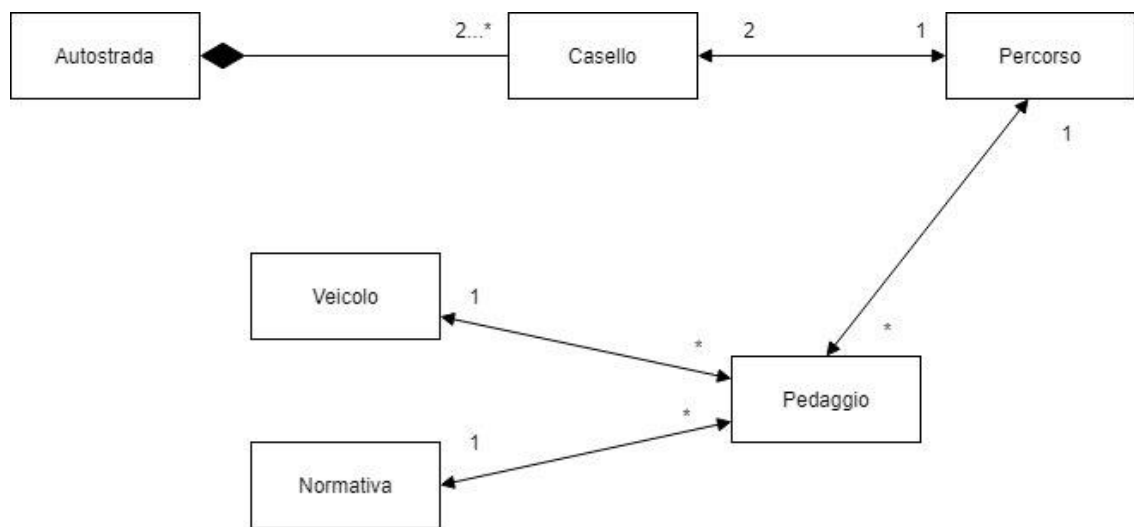 Autostrada
2...*
Casello
2
1
Percorso
1
Veicolo
1
*
*
Pedaggio
*
1
Normativa